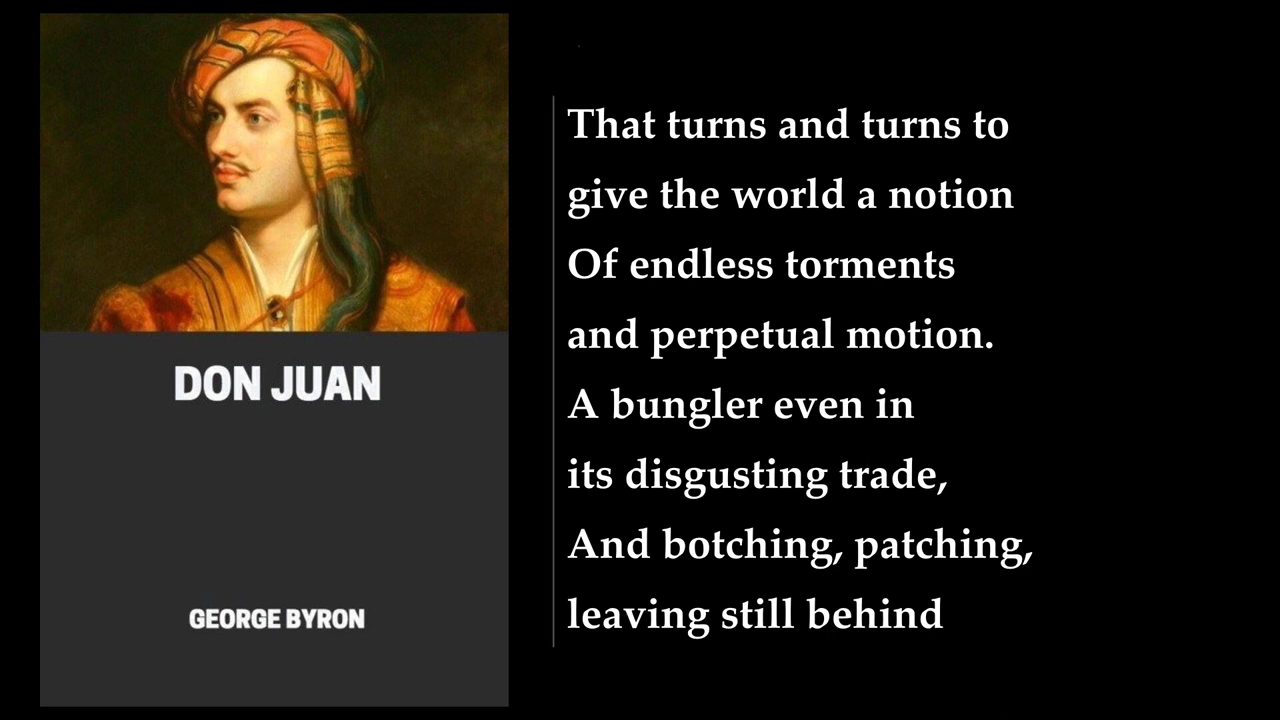 DON JUAN
GEORGE BYRON
That turns and turns to
give the world a notion
Of endless torments
and perpetual motion.
A bungler even in
its disgusting trade,
And botching, patching,
leaving still behind